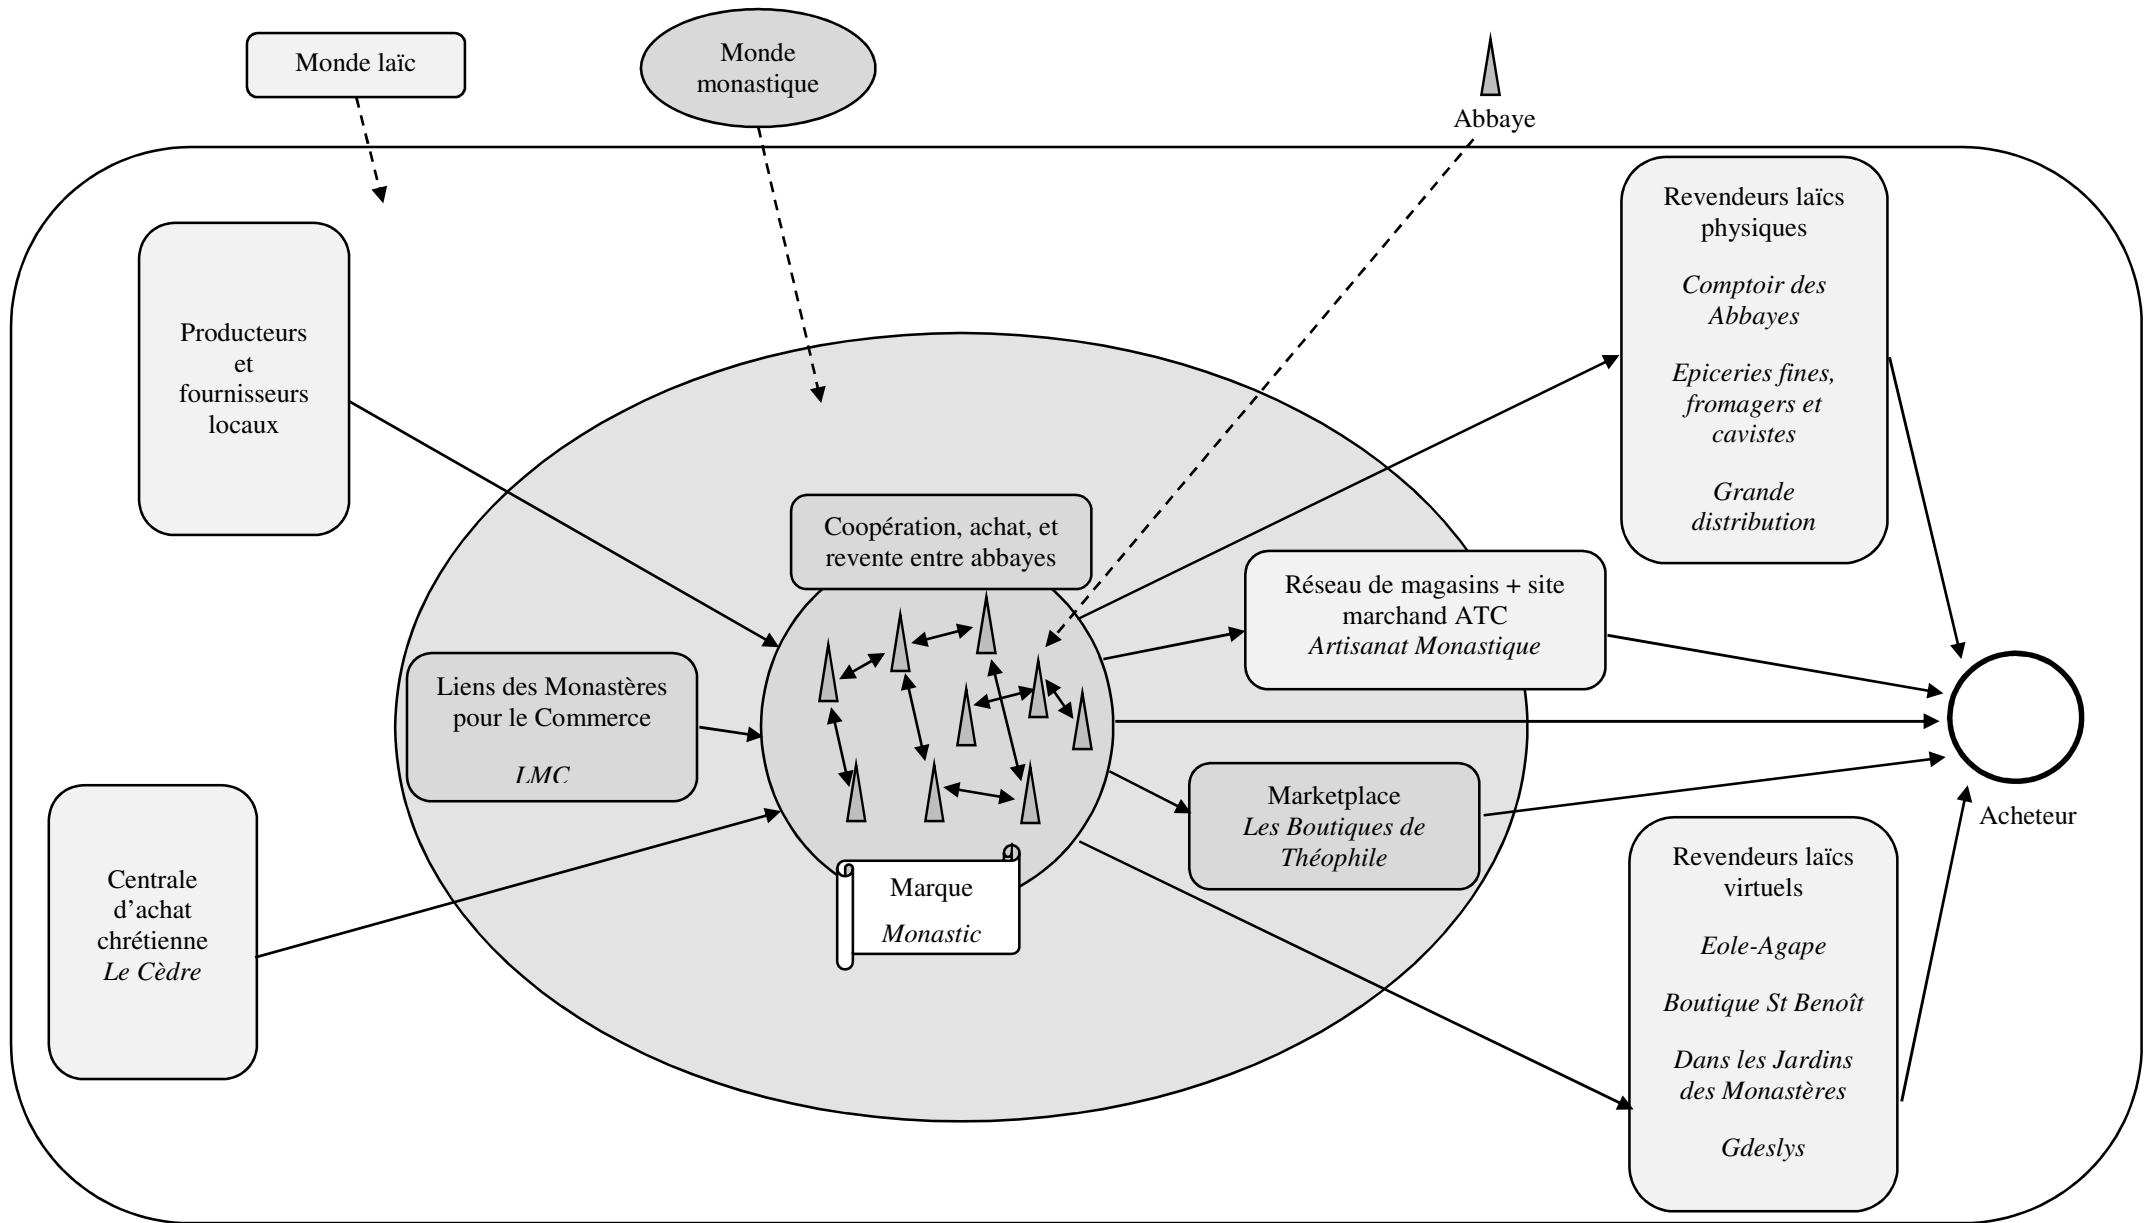 Monde laïc
Monde
monastique
Abbaye
Producteurs
et
fournisseurs
locaux
Centrale
d’achat
chrétienne
Le Cèdre
Liens des Monastères
pour le Commerce
LMC
Coopération, achat, et
revente entre abbayes
Marque
Monastic
Revendeurs laïcs
physiques
Comptoir des
Abbayes
Epiceries fines,
fromagers et
cavistes
Grande
distribution
Réseau de magasins + site
marchand ATC
Artisanat Monastique
Marketplace
Les Boutiques de
Théophile
Acheteur
Revendeurs laïcs
virtuels
Eole-Agape
Boutique St Benoît
Dans les Jardins
des Monastères
Gdeslys